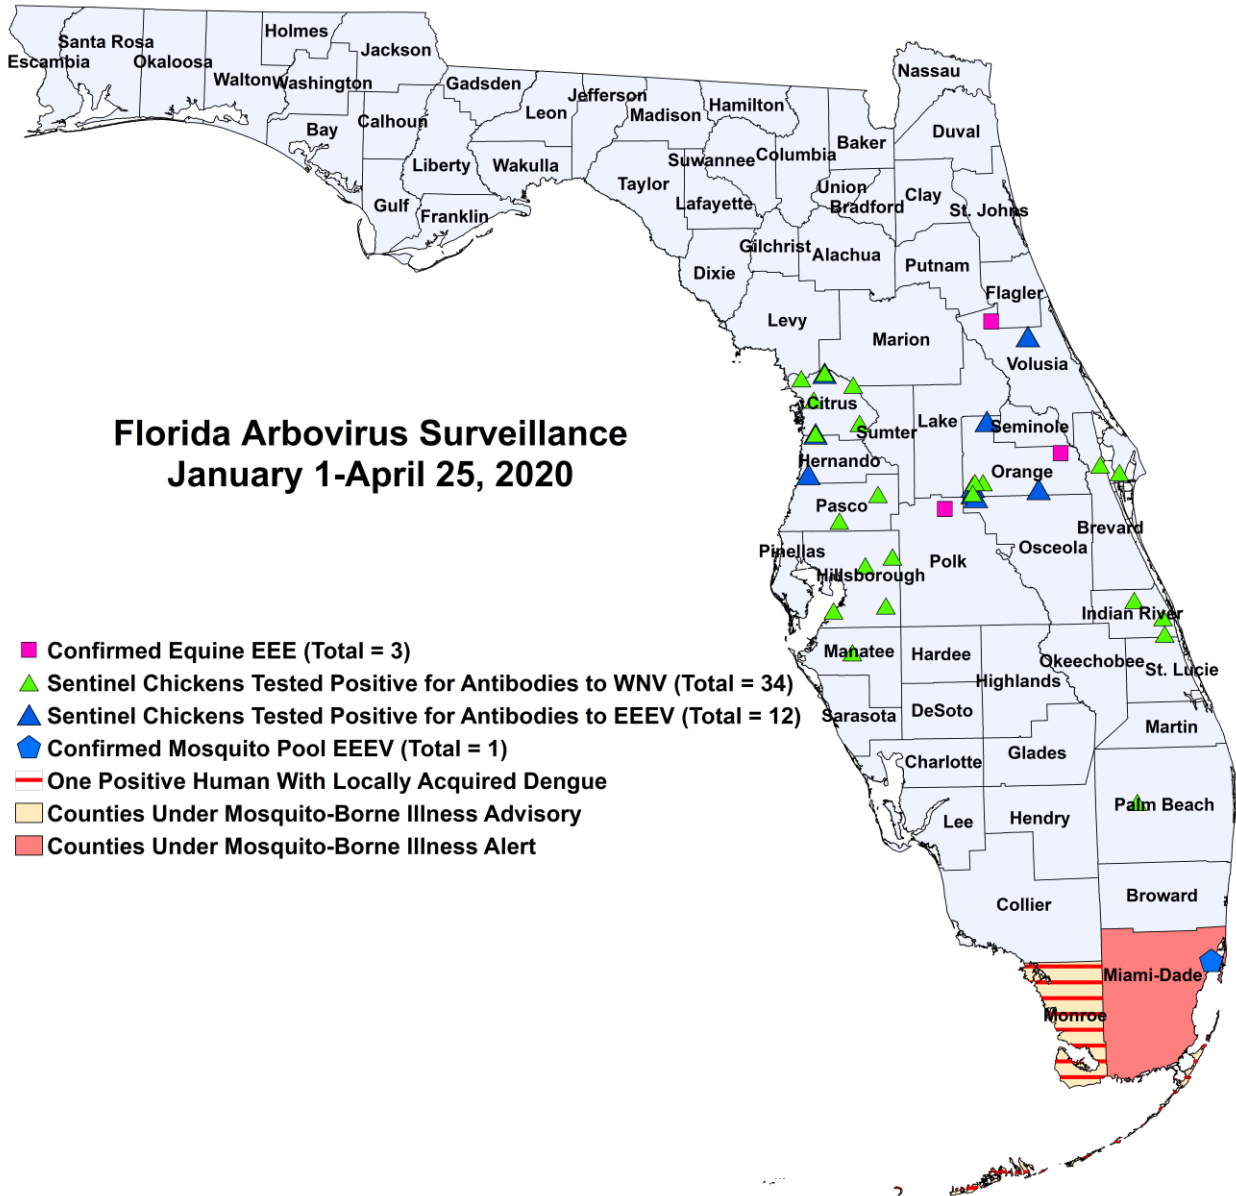 Holmes
Santa Rosa
Jackson
Escambia
Okaloosa
Walton
Washington
Gadsden
Nassau
Jefferson
Hamilton
Leon
Madison
Calhoun
Bay
Duval
Baker
Columbia
Suwannee
Liberty
Wakulla
Taylor
Union
Clay
Lafayette
Bradford
St. Johns
Gulf
Franklin
Gilchrist
Alachua
Putnam
Dixie
Flagler
Levy
Marion
Volusia
Citrus
Lake
Seminole
Sumter
Florida Arbovirus Surveillance
January 1-April 25, 2020
Hernando
Orange
Pasco
Brevard
Pinellas
Osceola
Polk
Hillsborough
Indian River
Manatee
Hardee
Okeechobee
St. Lucie
Highlands
Sarasota
DeSoto
Martin
Glades
Charlotte
Palm Beach
Lee
Hendry
Broward
Collier
Miami-Dade
Monroe
Confirmed Equine EEE (Total = 3)
Sentinel Chickens Tested Positive for Antibodies to WNV (Total = 34)
Sentinel Chickens Tested Positive for Antibodies to EEEV (Total = 12)
Confirmed Mosquito Pool EEEV (Total = 1)
One Positive Human With Locally Acquired Dengue
Counties Under Mosquito-Borne Illness Advisory
Counties Under Mosquito-Borne Illness Alert